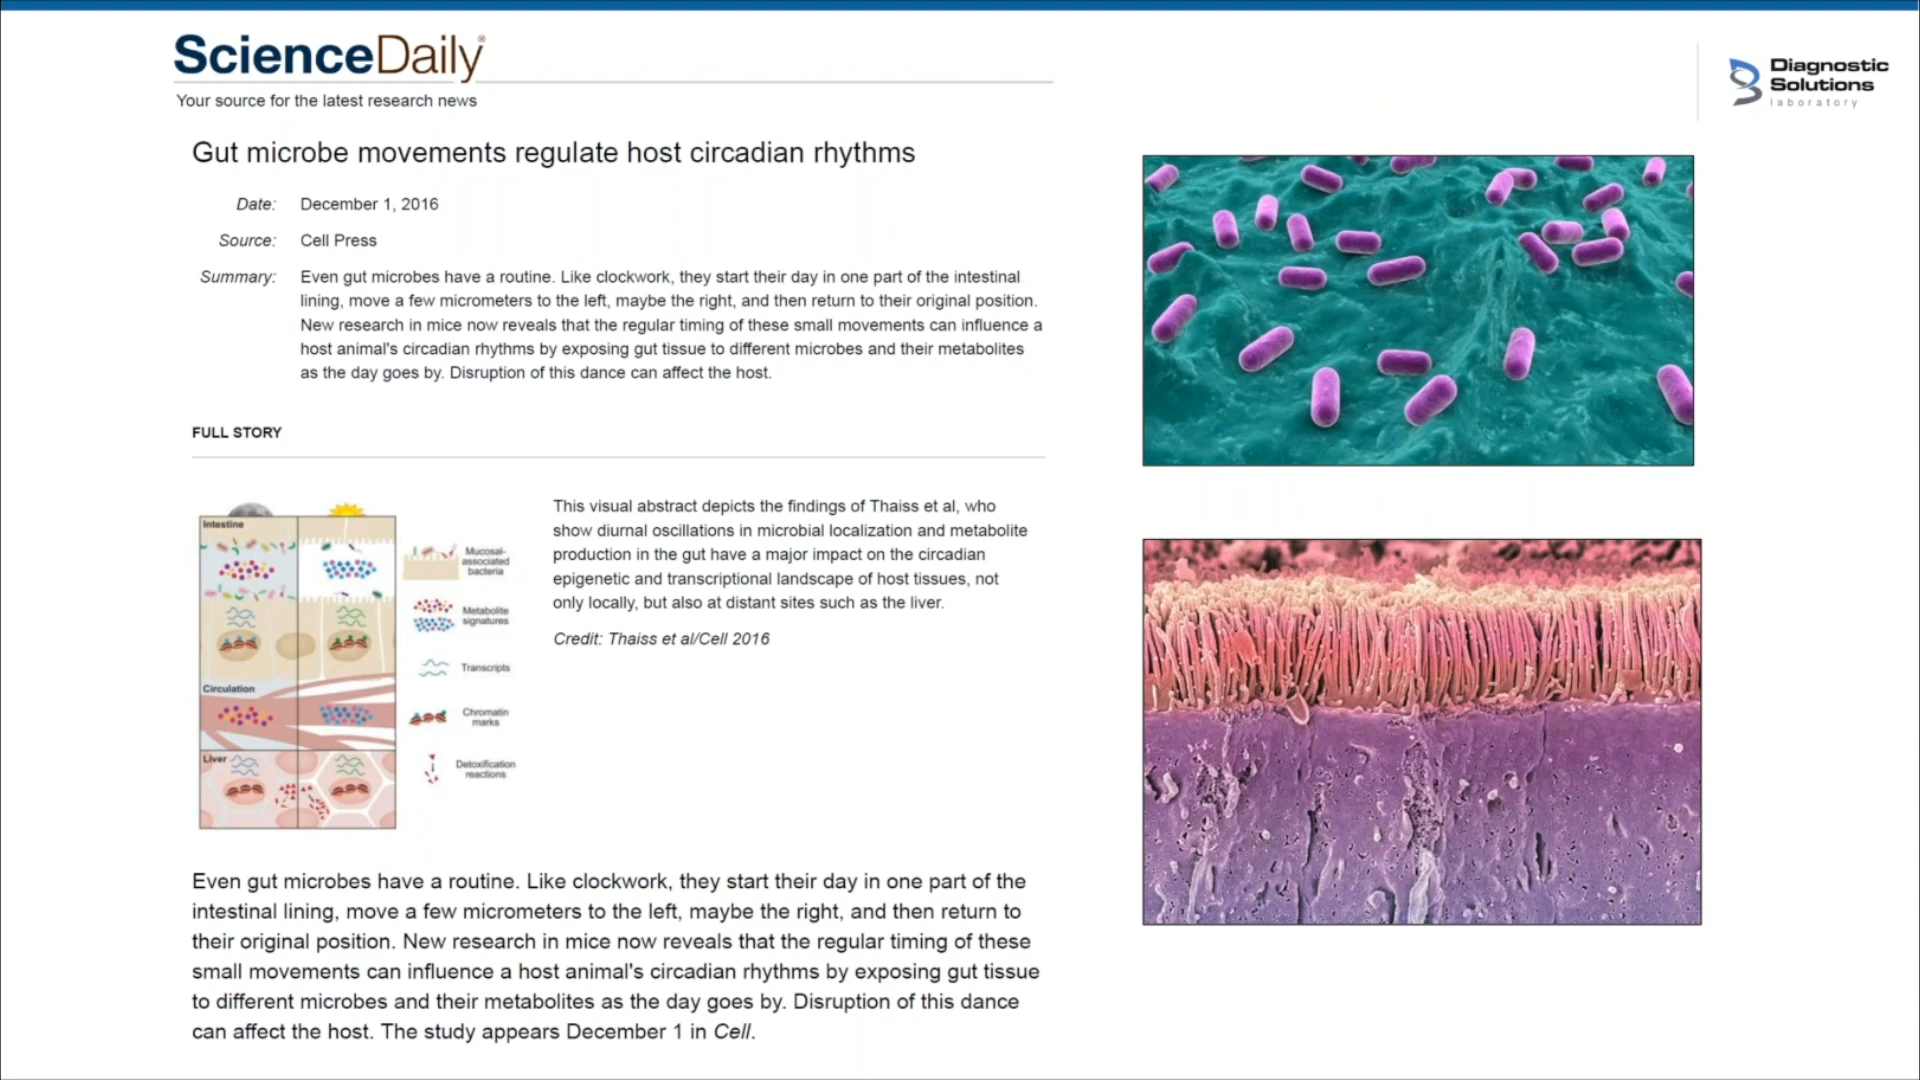 ScienceDaily®
Your source for the latest research news
Diagnostic
Solutions
laboratory
Gut microbe movements regulate host circadian rhythms
Date: December 1, 2016
Source: Cell Press
Summary: Even gut microbes have a routine. Like clockwork, they start their day in one part of the intestinal
lining, move a few micrometers to the left, maybe the right, and then return to their original position.
New research in mice now reveals that the regular timing of these small movements can influence a
host animal's circadian rhythms by exposing gut tissue to different microbes and their metabolites
as the day goes by. Disruption of this dance can affect the host.
FULL STORY
Intestine
Circulation
Liver
Mucosal-
associated
bacteria
Metabolite
signatures
Transcripts
Chromatin
marks
Detoxification
reactions
This visual abstract depicts the findings of Thaiss et al, who
show diurnal oscillations in microbial localization and metabolite
production in the gut have a major impact on the circadian
epigenetic and transcriptional landscape of host tissues, not
only locally, but also at distant sites such as the liver.
Credit: Thaiss et al/Cell 2016
Even gut microbes have a routine. Like clockwork, they start their day in one part of the
intestinal lining, move a few micrometers to the left, maybe the right, and then return to
their original position. New research in mice now reveals that the regular timing of these
small movements can influence a host animal's circadian rhythms by exposing gut tissue
to different microbes and their metabolites as the day goes by. Disruption of this dance
can affect the host. The study appears December 1 in Cell.